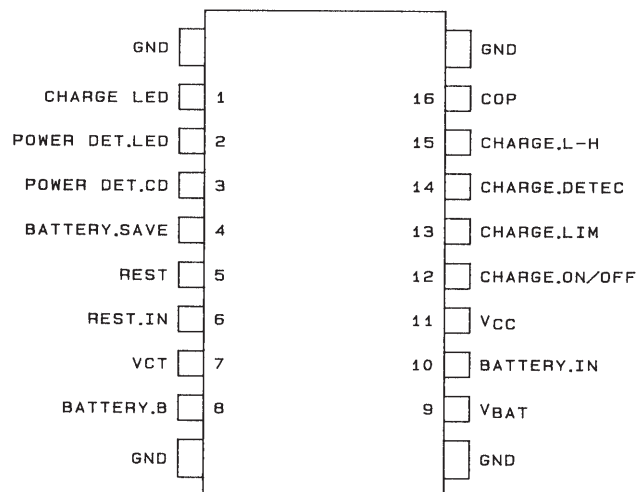 GND GND
CHARGE LED 1 16 COP
POWER DET.LED 2 15 CHARGE.L-H
POWER DET.CD 3 14 CHARGE.DETEC
BATTERY.SAVE 4 13 CHARGE.LIM
REST 5 12 CHARGE.ON/OFF
REST.IN 6 11 VCC
VCT 7 10 BATTERY.IN
BATTERY.B 8 9 VBAT
GND GND